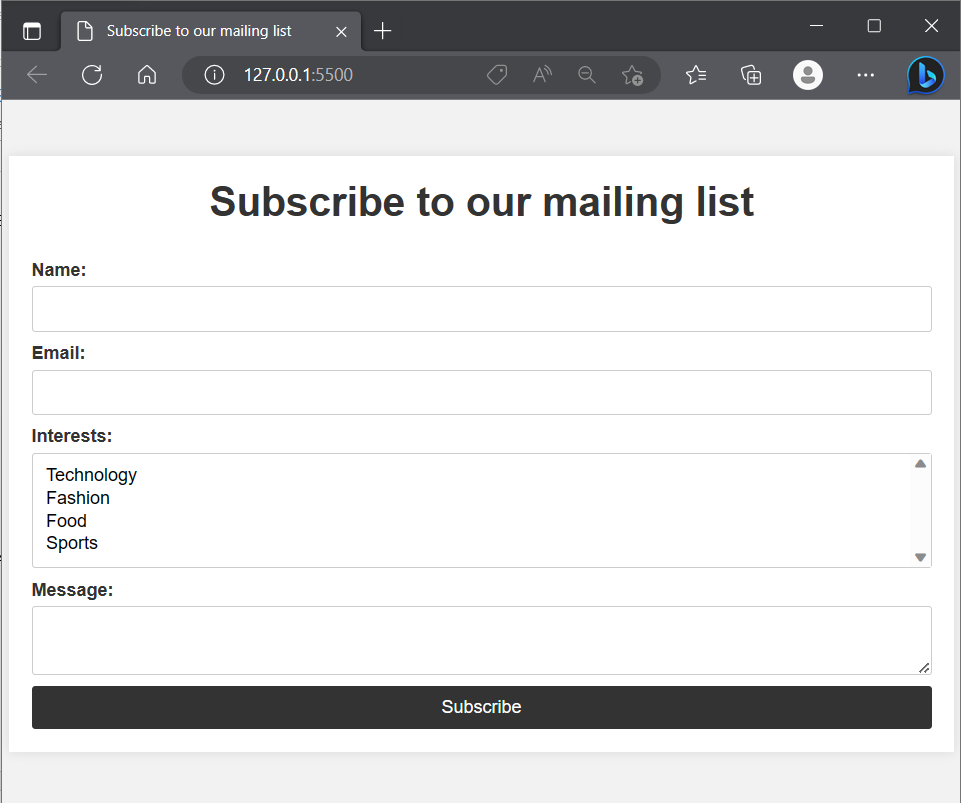 Subscribe to our mailing list
127.0.0.1:5500
Subscribe to our mailing list
Name:
Email:
Interests:
Technology
Fashion
Food
Sports
Message:
Subscribe